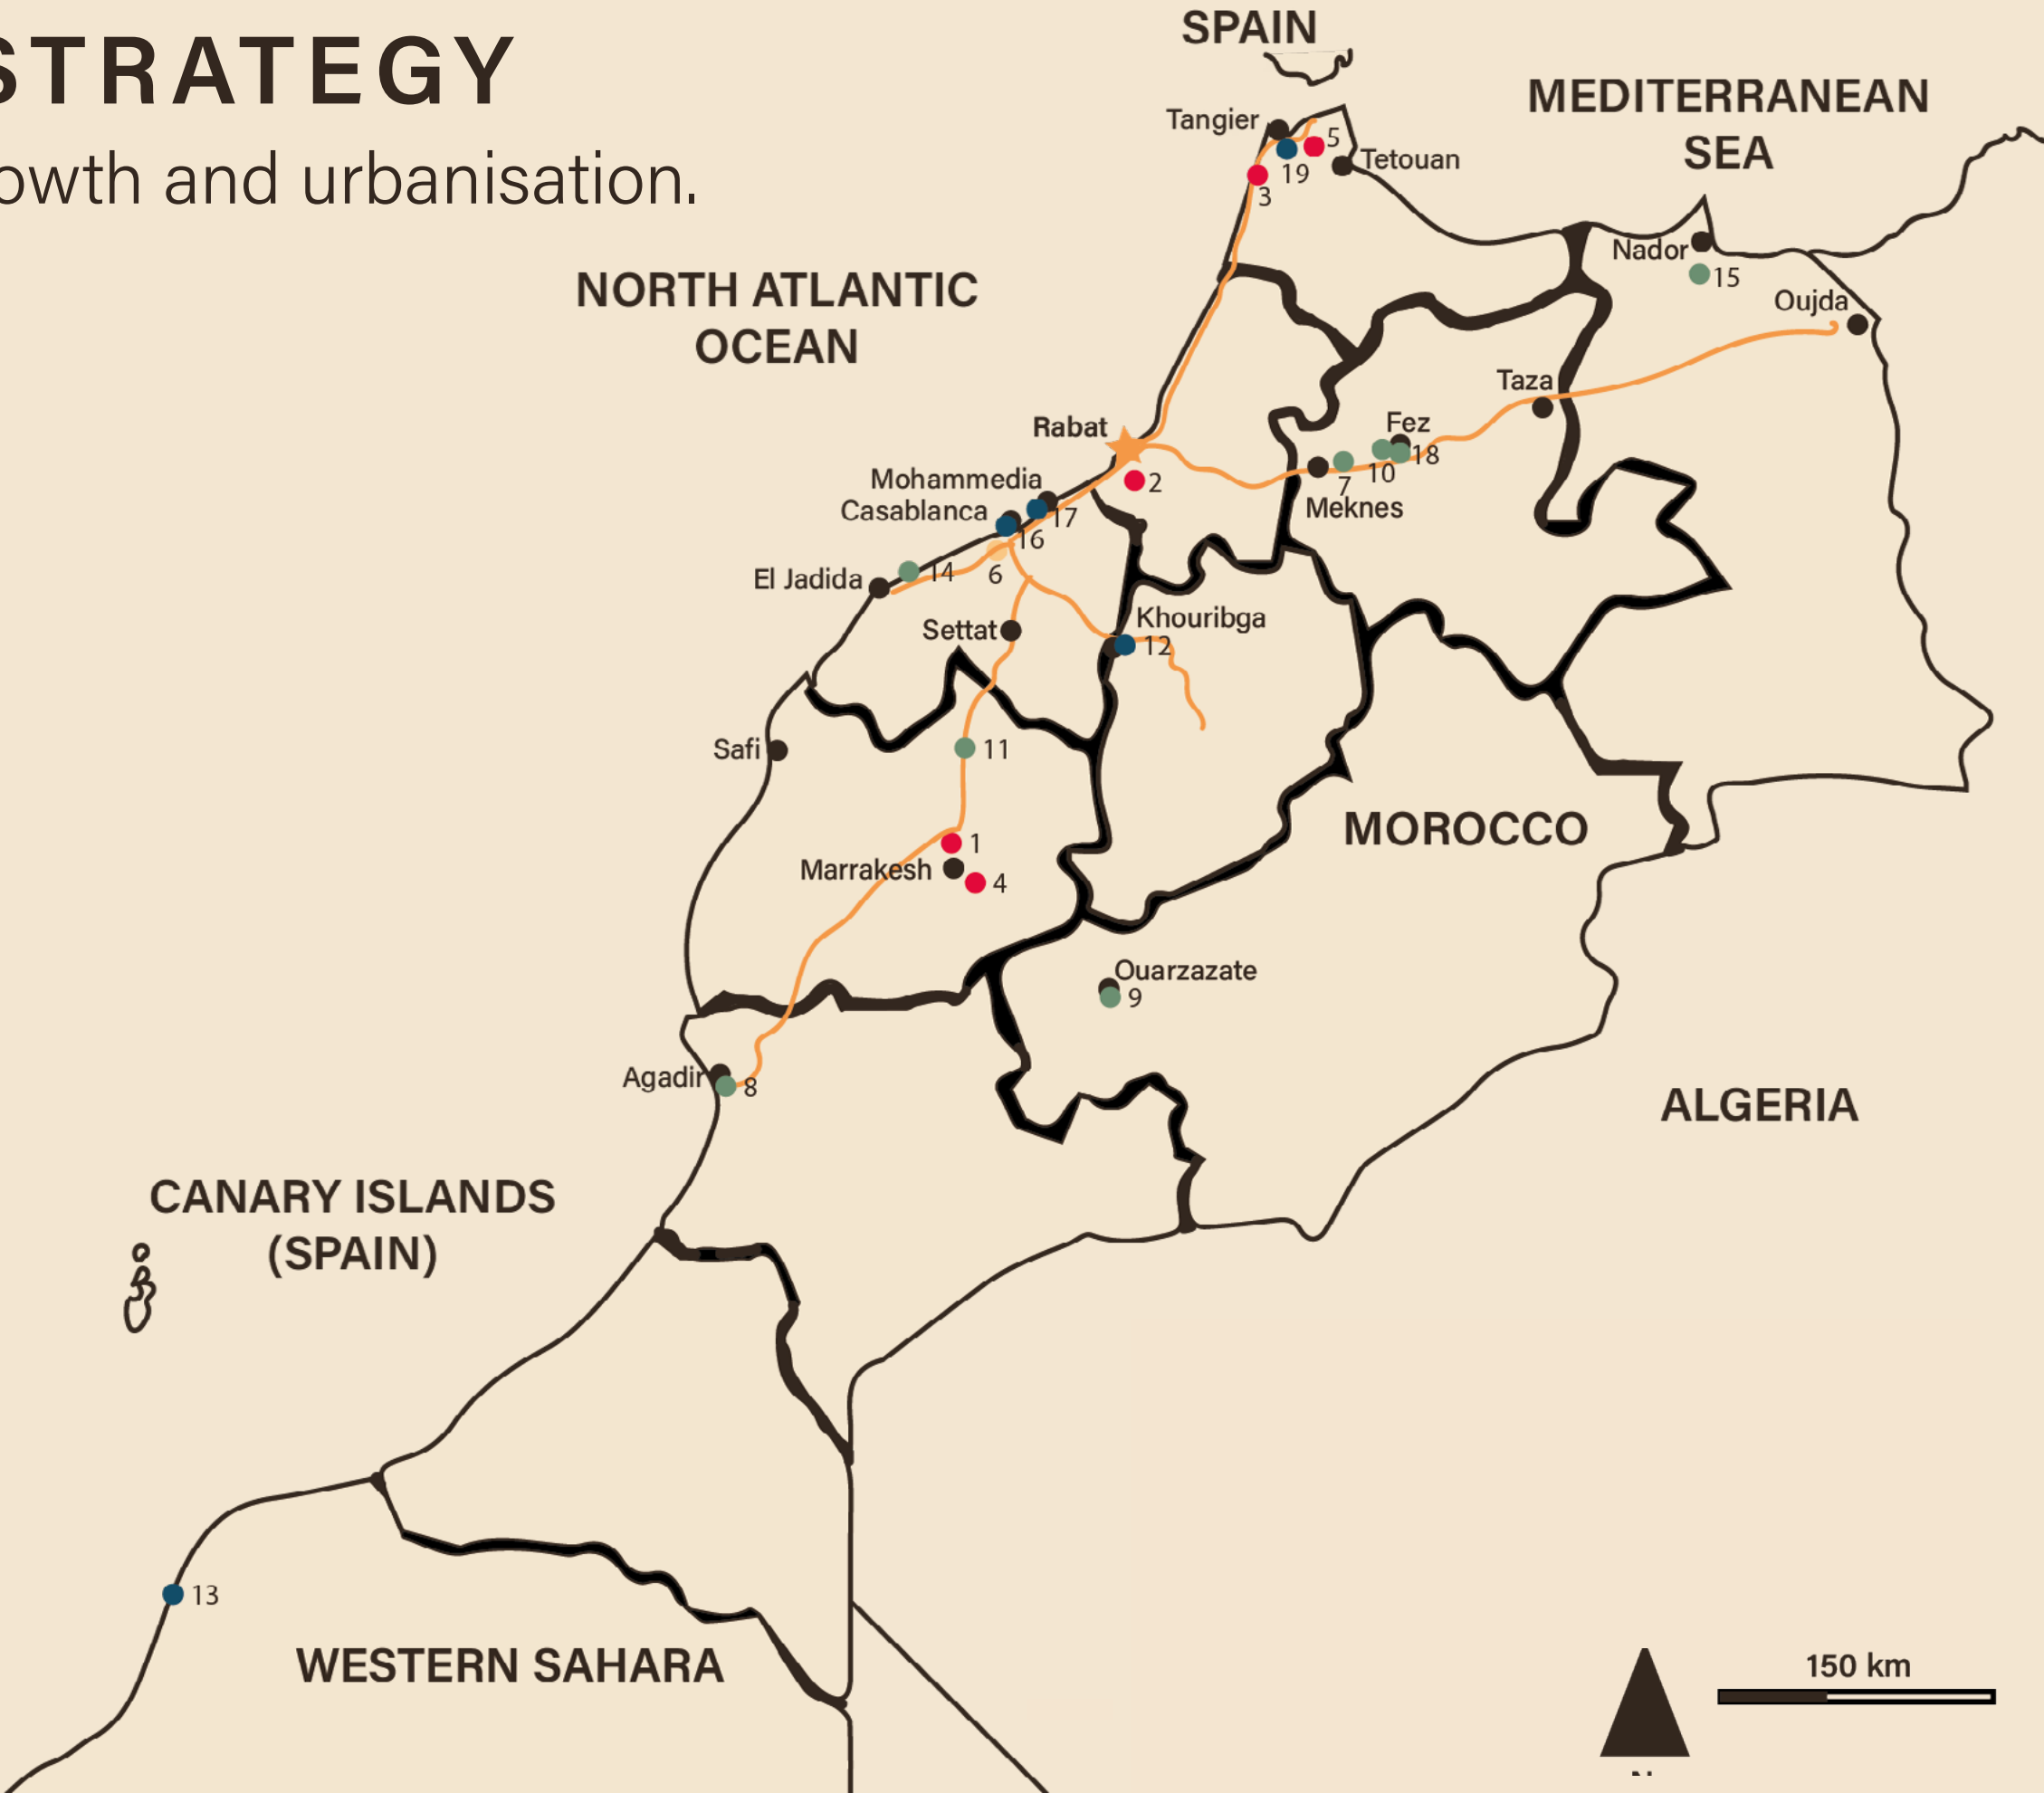 STRATEGY
owth and urbanisation.
SPAIN
MEDITERRANEAN
SEA
Tangier
5
19
Tetouan
3
NORTH ATLANTIC
OCEAN
Nador
15
Oujda
Taza
Rabat
Fez
18
10
7
Meknes
2
Mohammedia
Casablanca
17
16
6
El Jadida
14
Settat
Khouribga
12
Safi
11
MOROCCO
1
Marrakesh
4
Ouarzazate
9
Agadir
8
ALGERIA
CANARY ISLANDS
(SPAIN)
13
WESTERN SAHARA
150 km